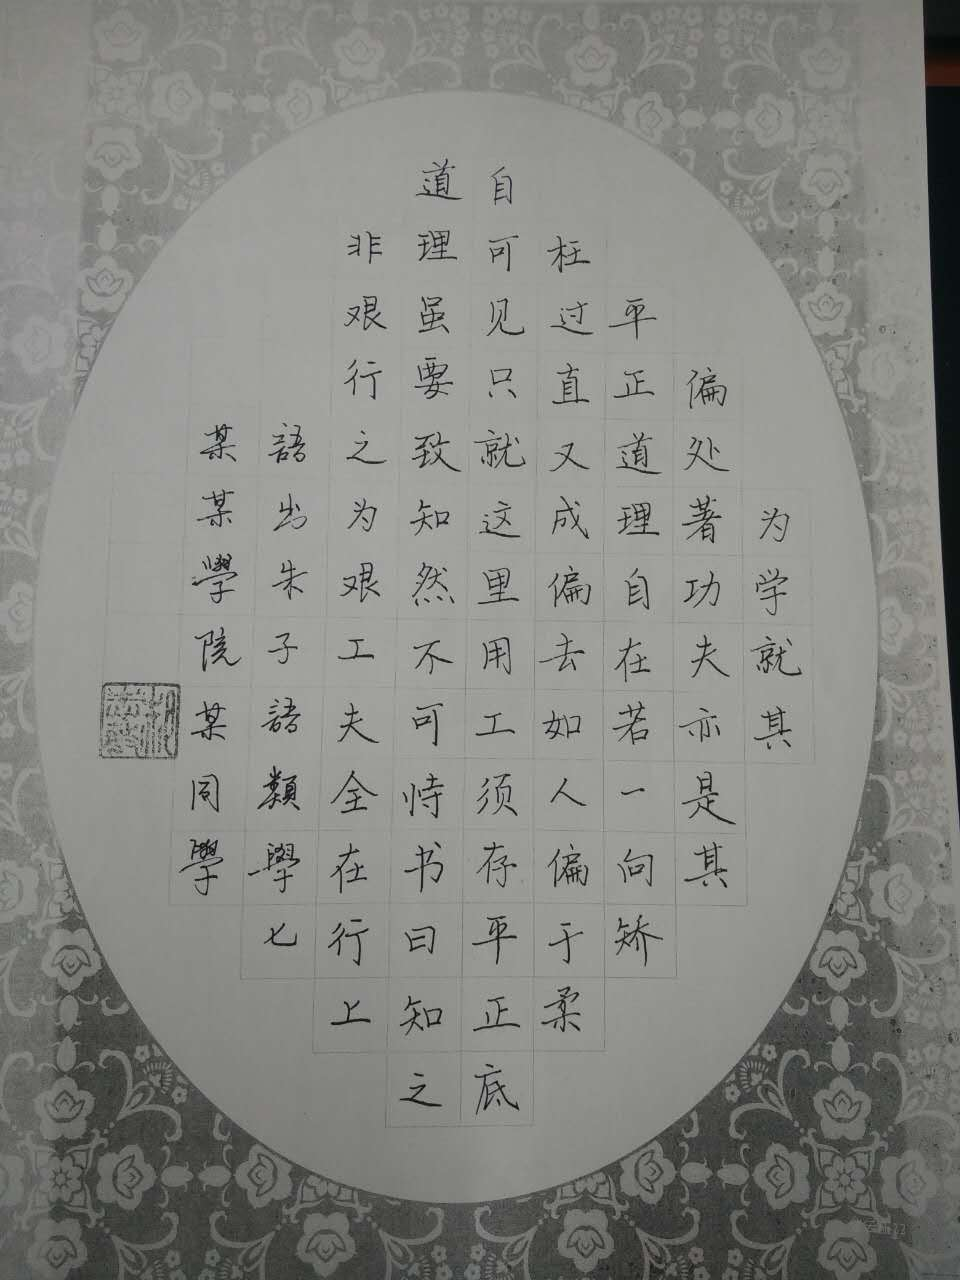 为学就其
偏处著功夫亦是其
平正道理自在若一向矫
枉过直又成偏去如人偏于柔
自可见只就这里用工须存平正底
道理虽要致知然不可恃书曰知之
非艰行之为艰工夫全在行上
語出朱子語類學七
某某學院某同學